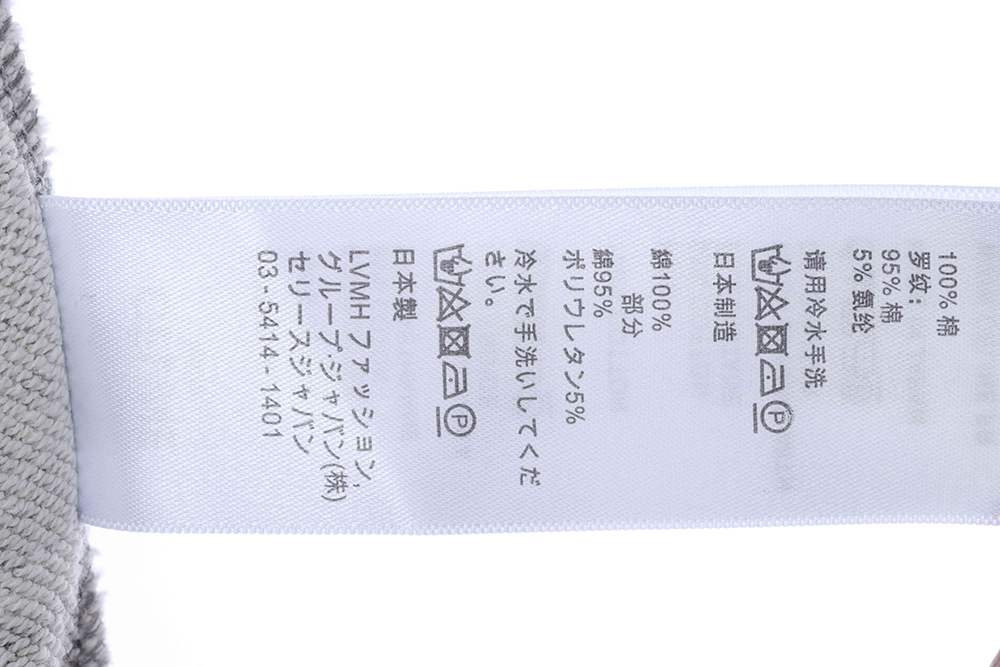 100% 棉
罗纹：
95% 棉
5% 氨纶
请用冷水手洗
日本制造
綿100%
部分
綿95%
ポリウレタン5%
冷水で手洗いしてくだ
さい。
日本製
LVMH ファッション,
グループ・ジャパン(株)
セリーヌジャパン
03-5414-1401